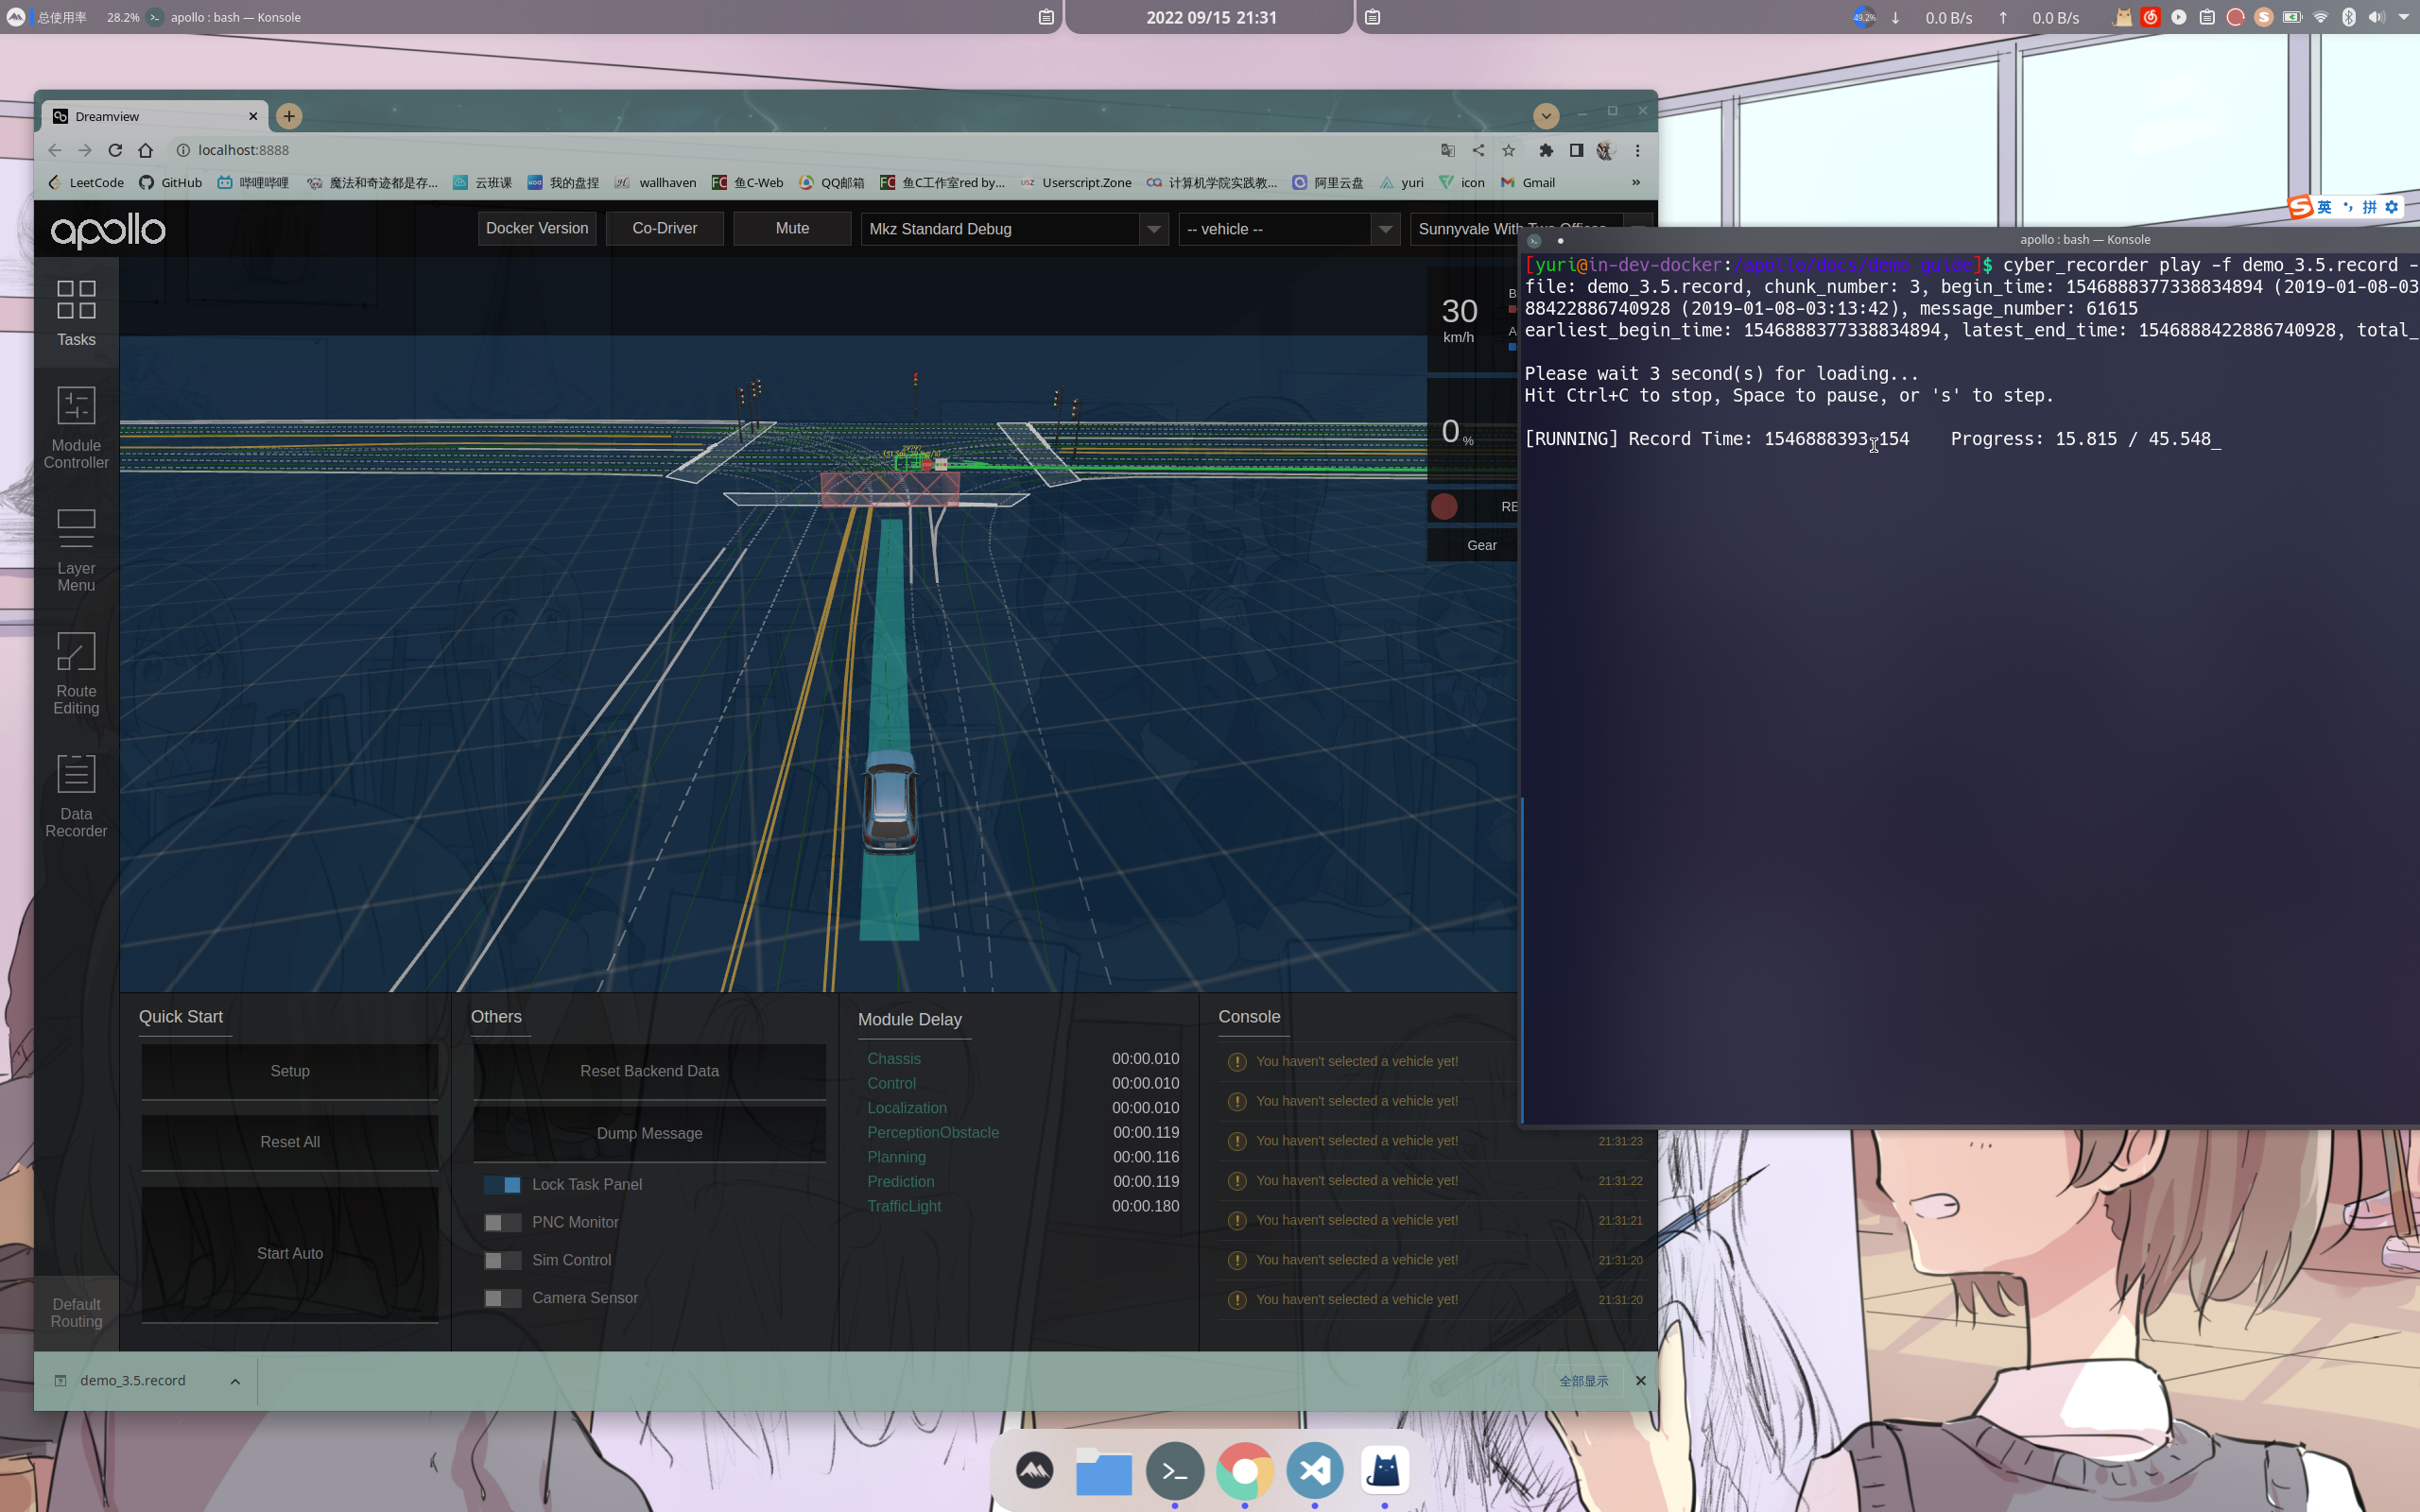 总使用率 28.2% apollo : bash — Konsole
2022 09/15 21:31
49.2% ↓ 0.0 B/s ↑ 0.0 B/s
Dreamview
localhost:8888
LeetCode GitHub 哔哩哔哩 魔法和奇迹都是存... 云班课 我的盘捏 wallhaven 鱼C-Web QQ邮箱 鱼C工作室red by... Userscript.Zone 计算机学院实践教... 阿里云盘 yuri icon Gmail »
英 拼
apollo
Docker Version Co-Driver Mute Mkz Standard Debug -- vehicle -- Sunnyvale With Two Offices
Tasks
Module
Controller
Layer
Menu
Route
Editing
Data
Recorder
Default
Routing
30
km/h
B
A
0 %
RE
Gear
apollo : bash — Konsole
[yuri@in-dev-docker:/apollo/docs/demo_guide]$ cyber_recorder play -f demo_3.5.record -
file: demo_3.5.record, chunk_number: 3, begin_time: 1546888377338834894 (2019-01-08-03
88422886740928 (2019-01-08-03:13:42), message_number: 61615
earliest_begin_time: 1546888377338834894, latest_end_time: 1546888422886740928, total_
Please wait 3 second(s) for loading...
Hit Ctrl+C to stop, Space to pause, or 's' to step.
[RUNNING] Record Time: 1546888393.154 Progress: 15.815 / 45.548_
Quick Start
Setup
Reset All
Start Auto
Others
Reset Backend Data
Dump Message
Lock Task Panel
PNC Monitor
Sim Control
Camera Sensor
Module Delay
Chassis 00:00.010
Control 00:00.010
Localization 00:00.010
PerceptionObstacle 00:00.119
Planning 00:00.116
Prediction 00:00.119
TrafficLight 00:00.180
Console
You haven't selected a vehicle yet!
You haven't selected a vehicle yet!
You haven't selected a vehicle yet! 21:31:23
You haven't selected a vehicle yet! 21:31:22
You haven't selected a vehicle yet! 21:31:21
You haven't selected a vehicle yet! 21:31:20
You haven't selected a vehicle yet! 21:31:20
demo_3.5.record
全部显示